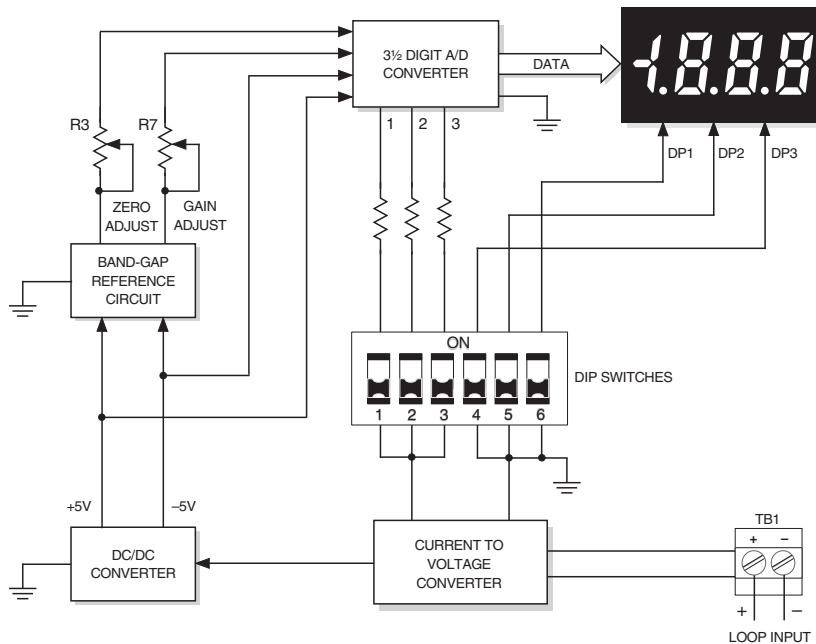 3½ DIGIT A/D
CONVERTER
DATA
-1.8.8.8
R3
R7
1 2 3
DP1
DP2
DP3
ZERO
ADJUST
GAIN
ADJUST
BAND-GAP
REFERENCE
CIRCUIT
ON
DIP SWITCHES
1 2 3 4 5 6
+5V
–5V
DC/DC
CONVERTER
CURRENT TO
VOLTAGE
CONVERTER
TB1
+ –
+ –
LOOP INPUT